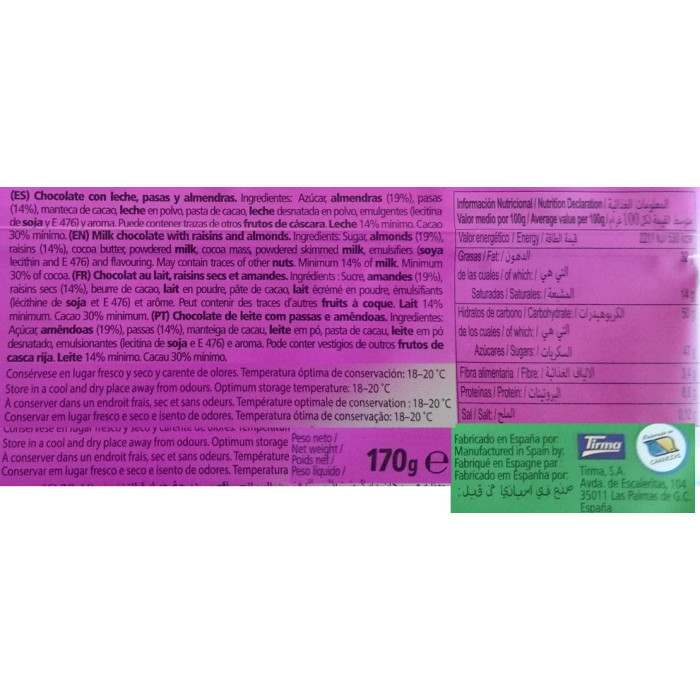 (ES) Chocolate con leche, pasas y almendras. Ingredientes: Azúcar, almendras (19%), pasas
(14%), manteca de cacao, leche en polvo, pasta de cacao, leche desnatada en polvo, emulgentes (lecitina
de soja y E 476) y aroma. Puede contener trazas de otros frutos de cáscara. Leche 14% mínimo. Cacao
30% mínimo. (EN) Milk chocolate with raisins and almonds. Ingredients: Sugar, almonds (19%),
raisins (14%), cocoa butter, powdered milk, cocoa mass, powdered skimmed milk, emulsifiers (soya
lecithin and E 471) and flavouring. May contain traces of other nuts. Minimum 14% of milk. Minimum
30% of cocoa. (FR) Chocolat au lait, raisins secs et amandes. Ingrédients : Sucre, amandes (19%),
raisins secs (14%), beurre de cacao, lait en poudre, pâte de cacao, lait écrémé en poudre, émulsifiants
(lécithine de soja et E 476) et arôme. Peut contenir des traces d'autres fruits à coque. Lait 14%
minimum. Cacao 30% minimum. (PT) Chocolate de leite com passas e amêndoas. Ingredientes:
Açúcar, amêndoas (19%), passas (14%), manteiga de cacau, leite em pó, pasta de cacau, leite em pó
desnatado, emulsionantes (lecitina de soja e E 476) e aroma. Pode conter vestígios de outros frutos de
casca rija. Leite 14% mínimo. Cacau 30% mínimo.
Consérvese en lugar fresco y seco y carente de olores. Temperatura óptima de conservación: 18–20 °C
Store in a cool and dry place away from odours. Optimum storage temperature: 18–20 °C
À conserver dans un endroit frais, sec et sans odeurs. Température optimale de conservation : 18–20 °C
Conservar em lugar fresco e seco e isento de odores. Temperatura ótima de conservação: 18–20 °C
Store in a cool and dry place away from odours. Optimum storage
À conserver dans un endroit frais, sec et sans odeurs. Température
Conservar em lugar fresco e seco e isento de odores. Temperatura
Peso neto /
Net weight /
Poids net /
Peso líquido /
170g e
Información Nutricional / Nutrition Declaration / المعلومات الغذائية
Valor medio por 100g / Average value per 100g /
Valor energético / Energy / قيمة الطاقة
Grasas / Fat: / الدهون
de las cuales / of which: / التي هي
Saturadas / Saturates: / المشبعة
Hidratos de carbono / Carbohydrate: / الكربوهيدرات
de los cuales / of which: / التي هي
Azúcares / Sugars: / السكريات
Fibra alimentaria / Fibre: / الالياف الغذائية
Proteínas / Protein: / البروتينات
Sal / Salt: / الملح
Fabricado en España por:
Manufactured in Spain by:
Fabriqué en Espagne par:
Fabricado em Espanha por:
صنع في اسبانيا من قبل:
Tirma
Tirma, S.A.
Avda. de Escaleritas, 104
35011 Las Palmas de G.C.
España